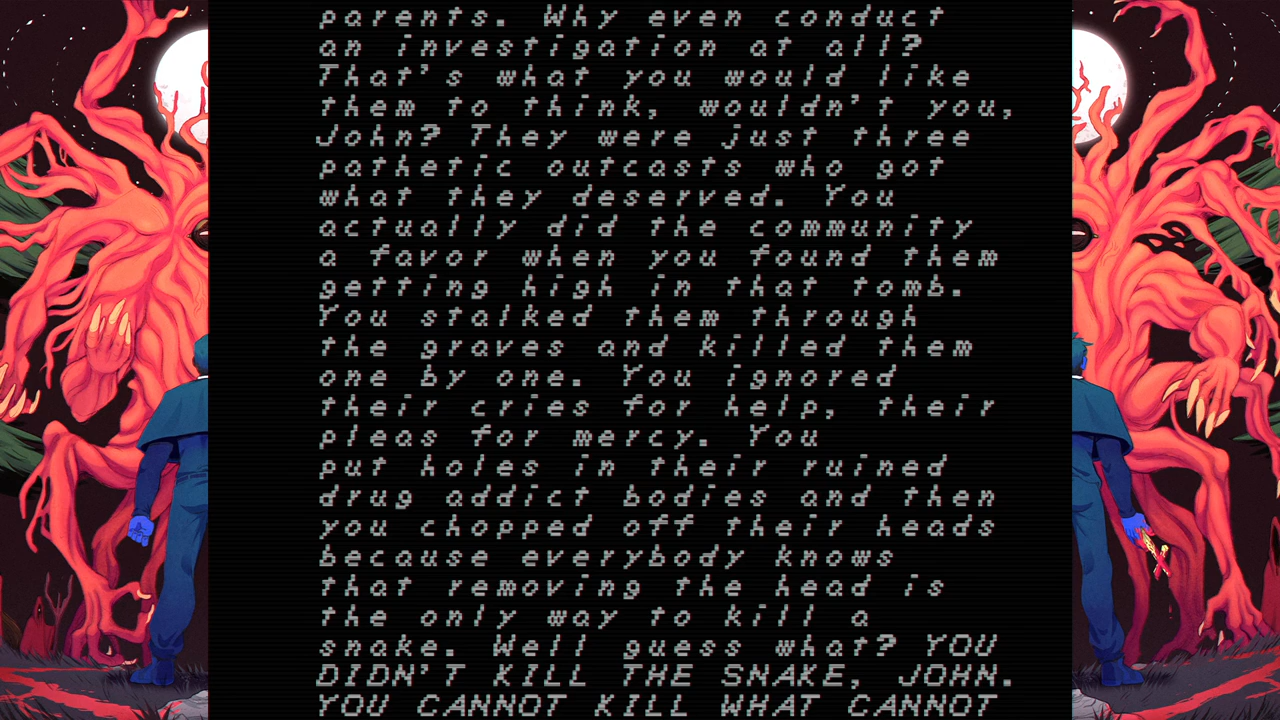 parents. Why even conduct
an investigation at all?
That's what you would like
them to think, wouldn't you,
John? They were just three
pathetic outcasts who got
what they deserved. You
actually did the community
a favor when you found them
getting high in that tomb.
You stalked them through
the graves and killed them
one by one. You ignored
their cries for help, their
pleas for mercy. You
put holes in their ruined
drug addict bodies and then
you chopped off their heads
because everybody knows
that removing the head is
the only way to kill a
snake. Well guess what? YOU
DIDN'T KILL THE SNAKE, JOHN.
YOU CANNOT KILL WHAT CANNOT